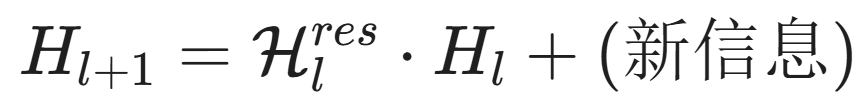 $H_{l+1} = \mathcal{H}_l^{res} \cdot H_l + (新信息)$